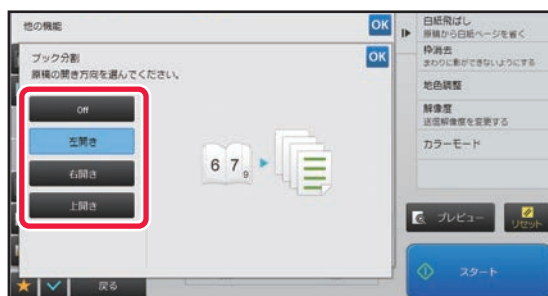 他の機能
OK
ブック分割
原稿の開き方向を選んでください。
OK
Off
左開き
右開き
上開き
6 7 9
戻る
白紙飛ばし
原稿から白紙ページを省く
枠消去
まわりに影ができないようにする
地色調整
解像度
送信解像度を変更する
カラーモード
プレビュー
リセット
スタート